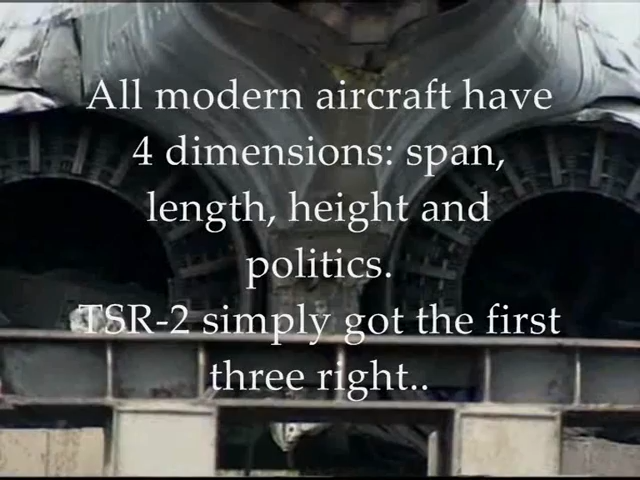 All modern aircraft have
4 dimensions: span,
length, height and
politics.
TSR-2 simply got the first
three right..